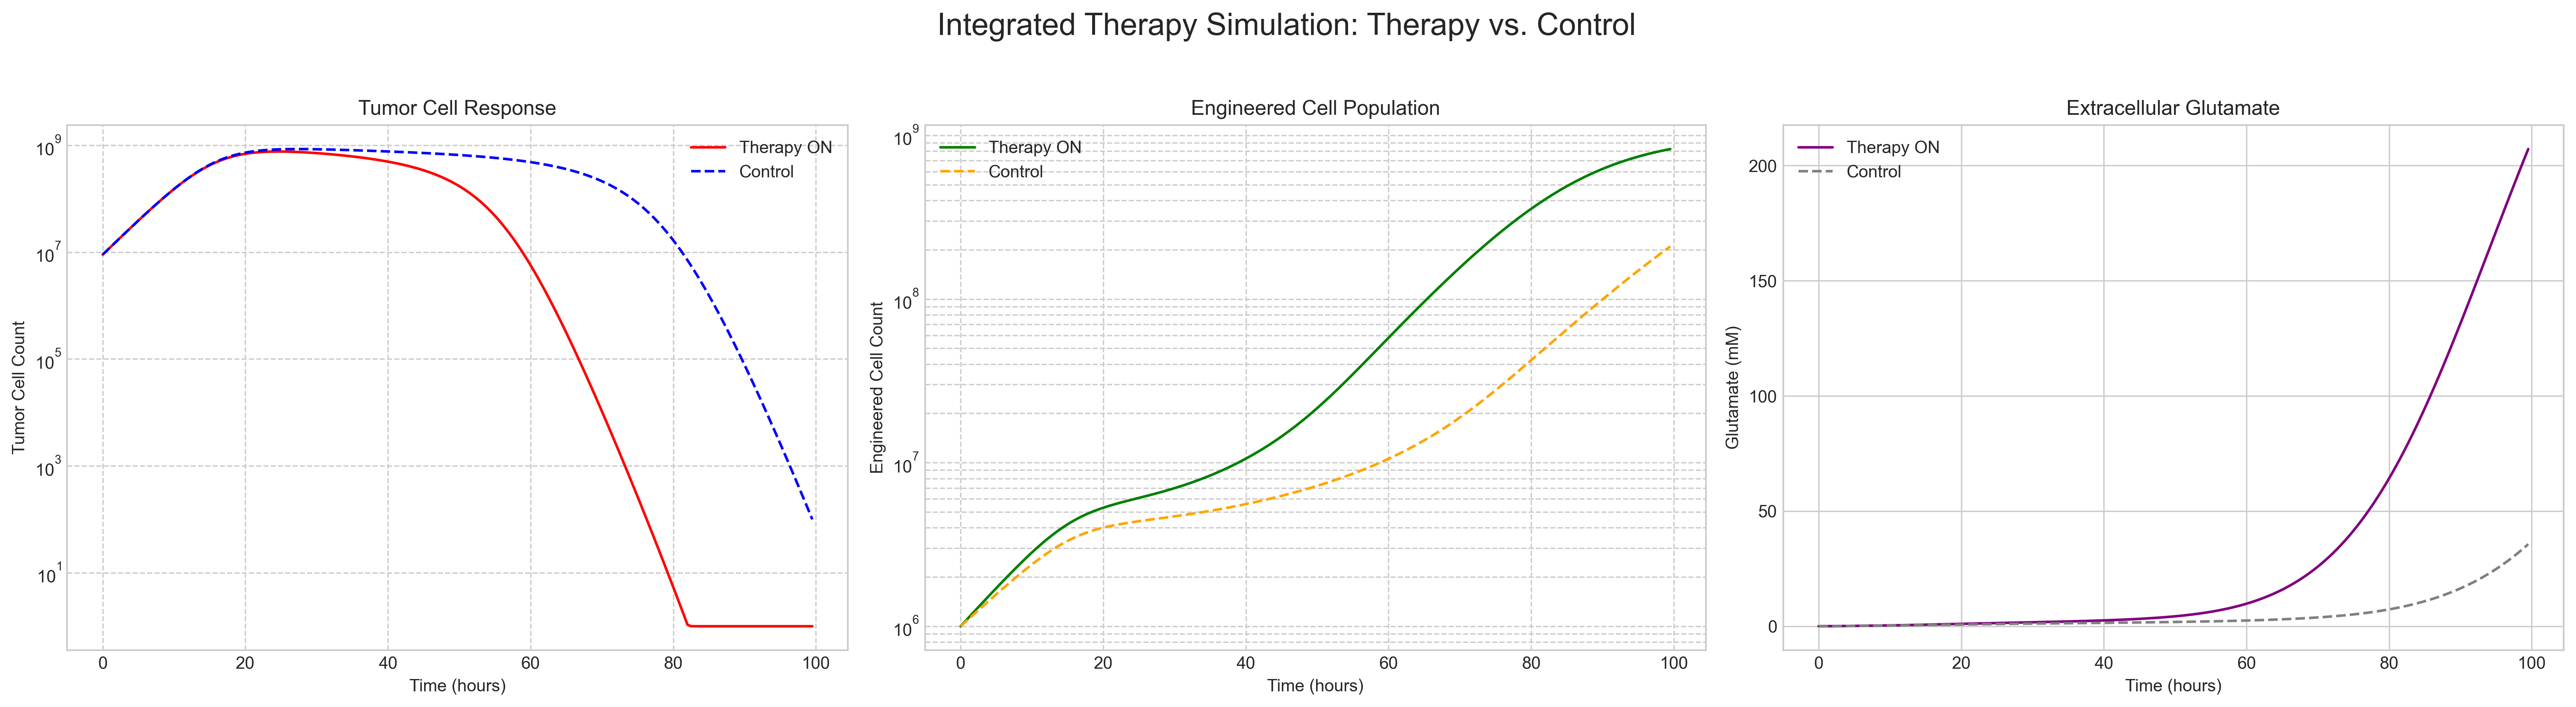 Integrated Therapy Simulation: Therapy vs. Control
Tumor Cell Response
Therapy ON
Control
10^9
10^7
10^5
10^3
10^1
Tumor Cell Count
0 20 40 60 80 100
Time (hours)
Engineered Cell Population
Therapy ON
Control
10^9
10^8
10^7
10^6
Engineered Cell Count
0 20 40 60 80 100
Time (hours)
Extracellular Glutamate
Therapy ON
Control
200
150
100
50
0
Glutamate (mM)
0 20 40 60 80 100
Time (hours)